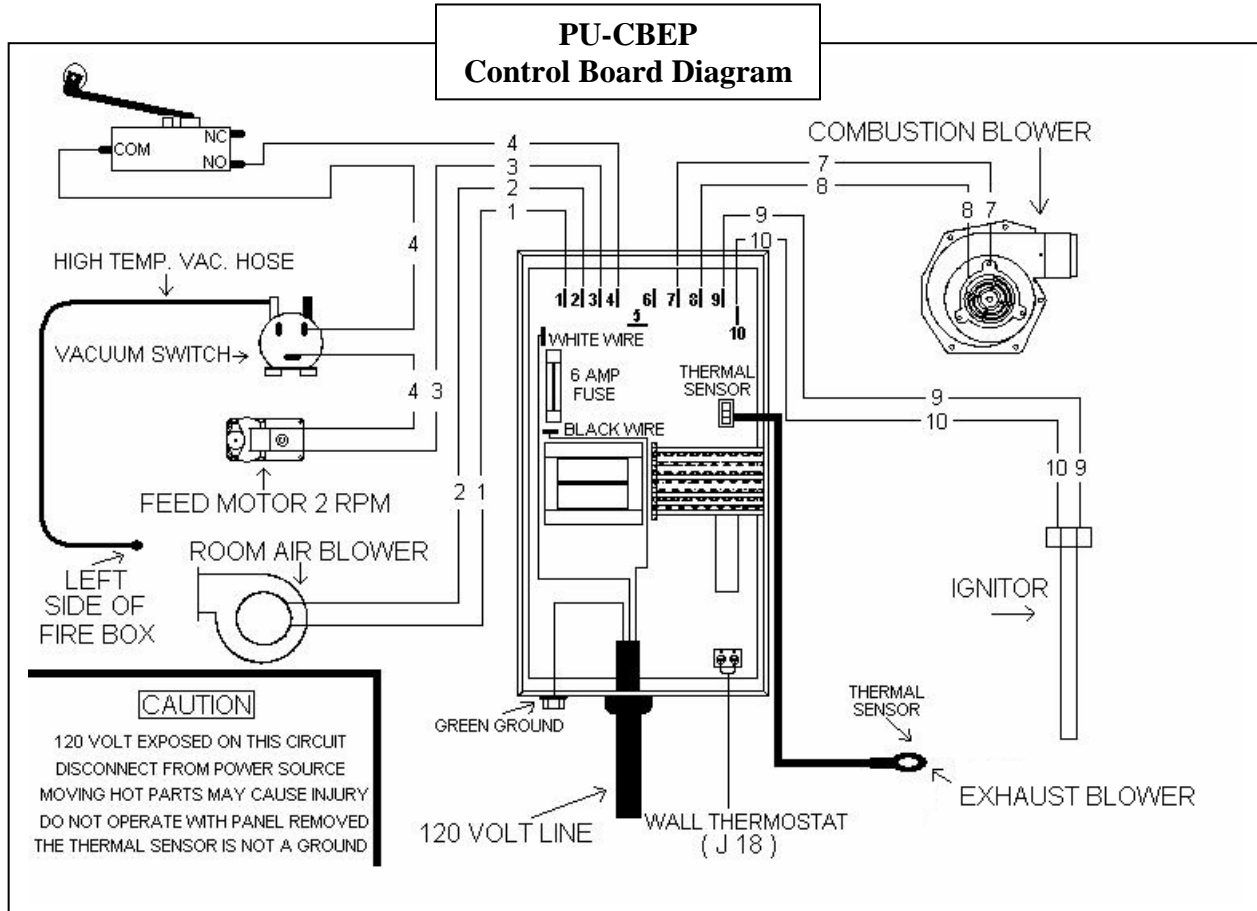 PU-CBEP
Control Board Diagram
NC
COM
NO
4
3
2
1
7
8
9
10
8 7
COMBUSTION BLOWER
4
HIGH TEMP. VAC. HOSE
VACUUM SWITCH
1 2 3 4 5 6 7 8 9 10
WHITE WIRE
6 AMP
FUSE
BLACK WIRE
THERMAL
SENSOR
9
10
10 9
4 3
FEED MOTOR 2 RPM
2 1
ROOM AIR BLOWER
LEFT
SIDE OF
FIRE BOX
IGNITOR
GREEN GROUND
THERMAL
SENSOR
EXHAUST BLOWER
120 VOLT LINE
WALL THERMOSTAT
( J 18 )
CAUTION
120 VOLT EXPOSED ON THIS CIRCUIT
DISCONNECT FROM POWER SOURCE
MOVING HOT PARTS MAY CAUSE INJURY
DO NOT OPERATE WITH PANEL REMOVED
THE THERMAL SENSOR IS NOT A GROUND